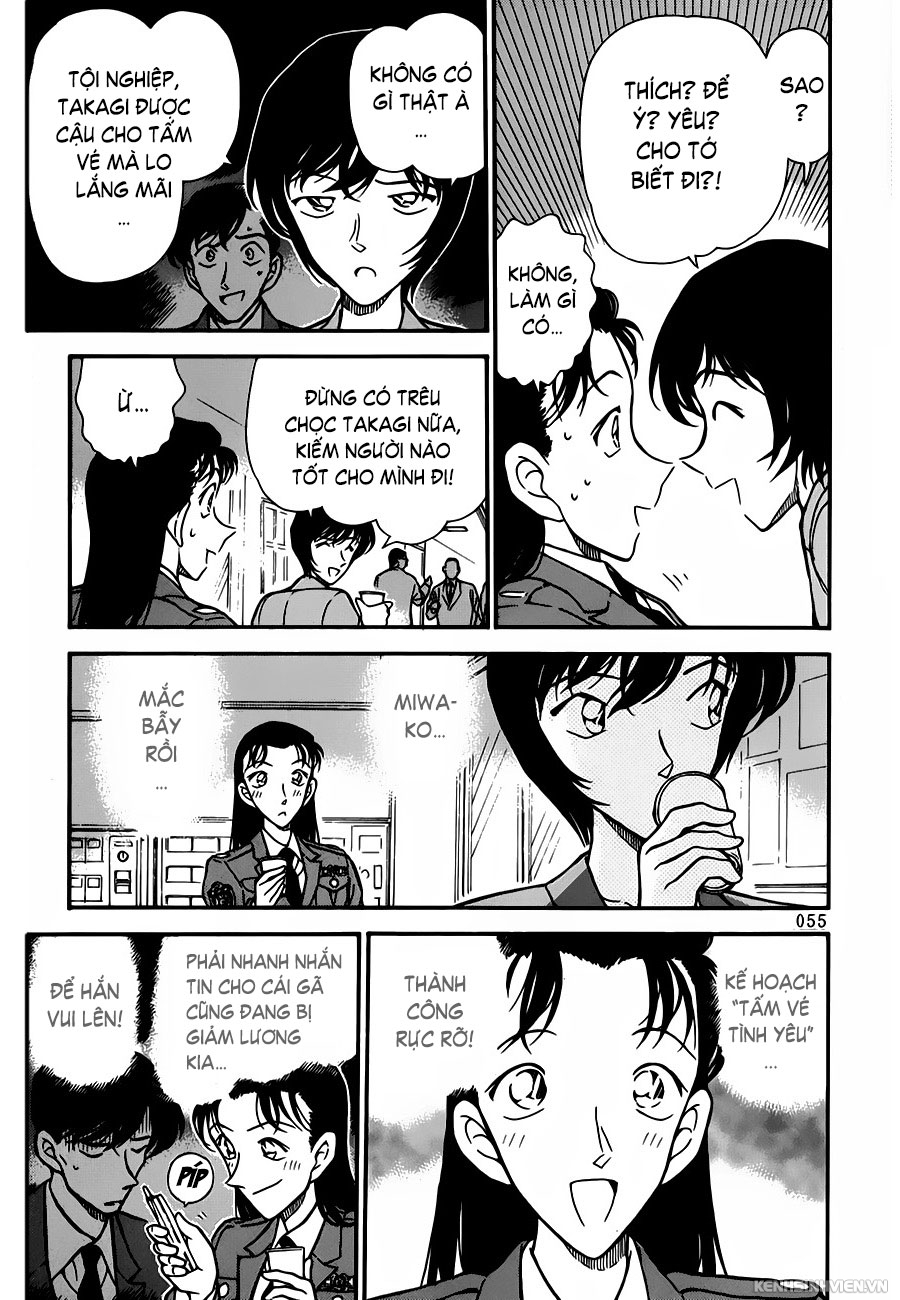 SAO
?
THÍCH? ĐỂ
Ý? YÊU?
CHO TỚ
BIẾT ĐI?!
KHÔNG,
LÀM GÌ
CÓ...
KHÔNG CÓ
GÌ THẬT À
...
TỘI NGHIỆP,
TAKAGI ĐƯỢC
CẬU CHO TẤM
VÉ MÀ LO
LẮNG MÃI
...
ĐỪNG CÓ TRÊU
CHỌC TAKAGI NỮA,
KIẾM NGƯỜI NÀO
TỐT CHO MÌNH ĐI!
Ừ...
MIWA-
KO...
MẮC
BẪY
RỒI
...
055
KẾ HOẠCH
“TẤM VÉ
TÌNH YÊU”
...
THÀNH
CÔNG
RỰC RỠ!
PHẢI NHANH NHẮN
TIN CHO CÁI GÃ
CŨNG ĐANG BỊ
GIẢM LƯƠNG
KIA...
ĐỂ HẮN
VUI LÊN!
PÍP
KENHSINHVIEN.VN